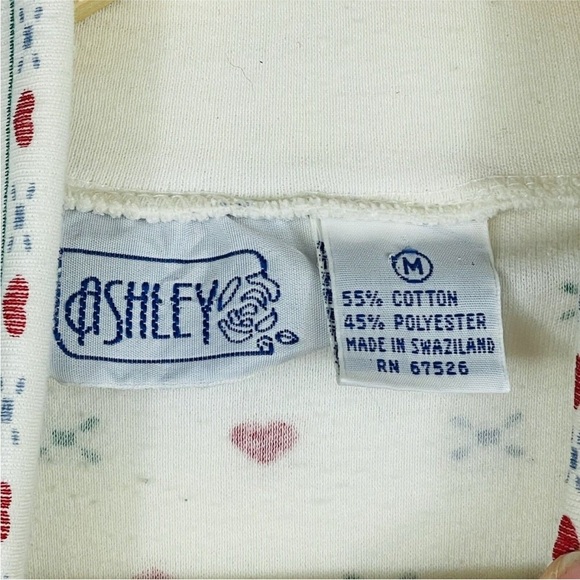 ASHLEY
M
55% COTTON
45% POLYESTER
MADE IN SWAZILAND
RN 67526